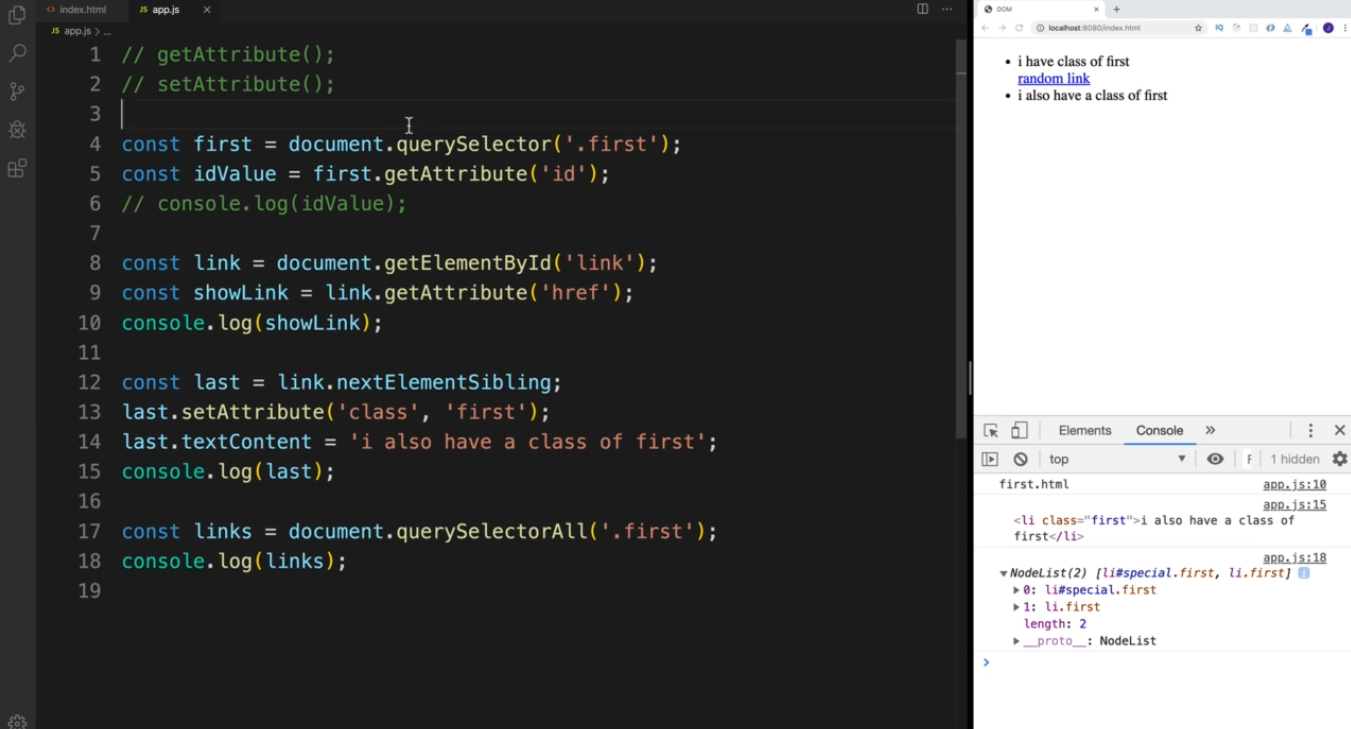 index.html
JS app.js
JS app.js > ...
1 // getAttribute();
2 // setAttribute();
3
4 const first = document.querySelector('.first');
5 const idValue = first.getAttribute('id');
6 // console.log(idValue);
7
8 const link = document.getElementById('link');
9 const showLink = link.getAttribute('href');
10 console.log(showLink);
11
12 const last = link.nextElementSibling;
13 last.setAttribute('class', 'first');
14 last.textContent = 'i also have a class of first';
15 console.log(last);
16
17 const links = document.querySelectorAll('.first');
18 console.log(links);
19
DOM
localhost:8080/index.html
i have class of first
random link
i also have a class of first
Elements Console
top 1 hidden
first.html app.js:10
app.js:15
<li class="first">i also have a class of
first</li>
app.js:18
NodeList(2) [li#special.first, li.first]
0: li#special.first
1: li.first
length: 2
__proto__: NodeList